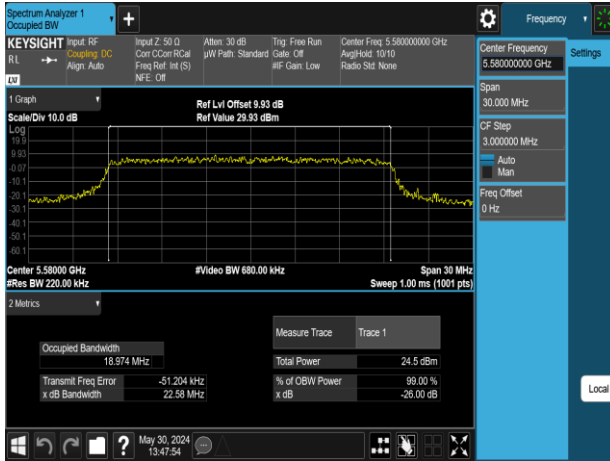 Spectrum Analyzer 1
Occupied BW
Frequency
KEYSIGHT
RL
LXI
Input: RF
Coupling: DC
Align: Auto
Input Z: 50 Ω
Corr CCorr RCal
Freq Ref: Int (S)
NFE: Off
Atten: 30 dB
µW Path: Standard
Trig: Free Run
Gate: Off
#IF Gain: Low
Center Freq: 5.580000000 GHz
Avg|Hold: 10/10
Radio Std: None
Center Frequency
5.580000000 GHz
Settings
Span
30.000 MHz
CF Step
3.000000 MHz
Auto
Man
Freq Offset
0 Hz
Local
1 Graph
Scale/Div 10.0 dB
Ref Lvl Offset 9.93 dB
Ref Value 29.93 dBm
Log
19.9
9.93
-0.07
-10.1
-20.1
-30.1
-40.1
-50.1
-60.1
Center 5.58000 GHz
#Video BW 680.00 kHz
Span 30 MHz
#Res BW 220.00 kHz
Sweep 1.00 ms (1001 pts)
2 Metrics
Measure Trace Trace 1
Occupied Bandwidth
18.974 MHz
Total Power 24.5 dBm
Transmit Freq Error -51.204 kHz
% of OBW Power 99.00 %
x dB Bandwidth 22.58 MHz
x dB -26.00 dB
May 30, 2024
13:47:54